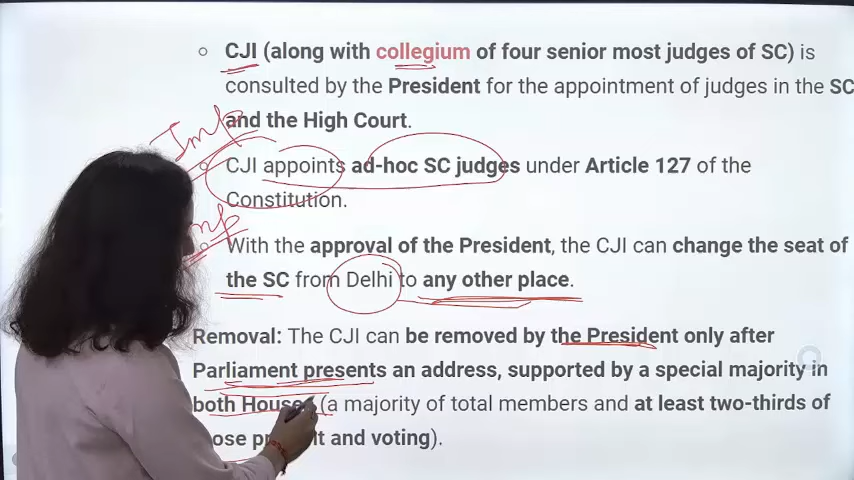 CJI (along with collegium of four senior most judges of SC) is
consulted by the President for the appointment of judges in the SC
and the High Court.
Imp
CJI appoints ad-hoc SC judges under Article 127 of the
Constitution.
Imp
With the approval of the President, the CJI can change the seat of
the SC from Delhi to any other place.
Removal: The CJI can be removed by the President only after
Parliament presents an address, supported by a special majority in
both Houses (a majority of total members and at least two-thirds of
and voting).